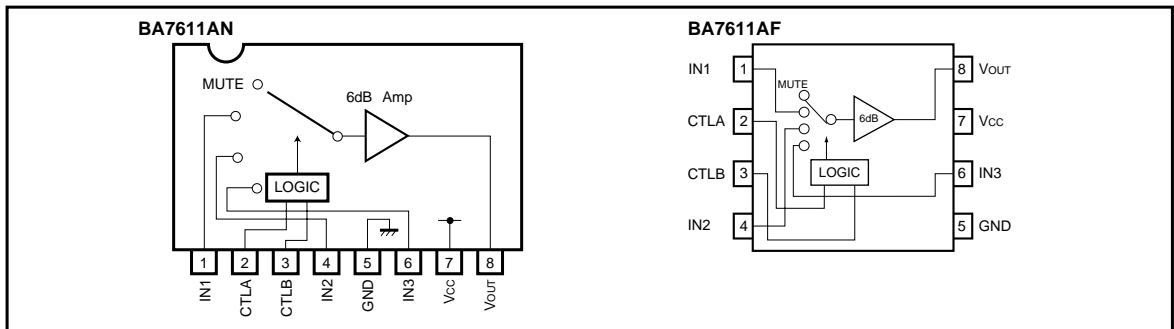 BA7611AN
MUTE
6dB Amp
LOGIC
1 2 3 4 5 6 7 8
IN1 CTLA CTLB IN2 GND IN3 Vcc VOUT
BA7611AF
IN1 1
CTLA 2
CTLB 3
IN2 4
MUTE
6dB
LOGIC
8 VOUT
7 Vcc
6 IN3
5 GND